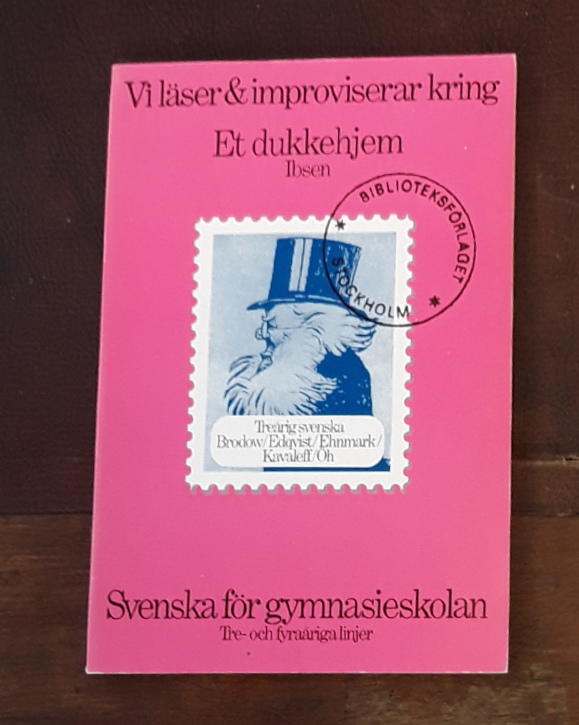 Vi läser & improviserar kring
Et dukkehjem
Ibsen
BIBLIOTEKSFÖRLAGET
STOCKHOLM
Treårig svenska
Brodow/Edqvist/Ehnmark/
Kavaleff/Öh
Svenska för gymnasieskolan
Tre- och fyraåriga linjer